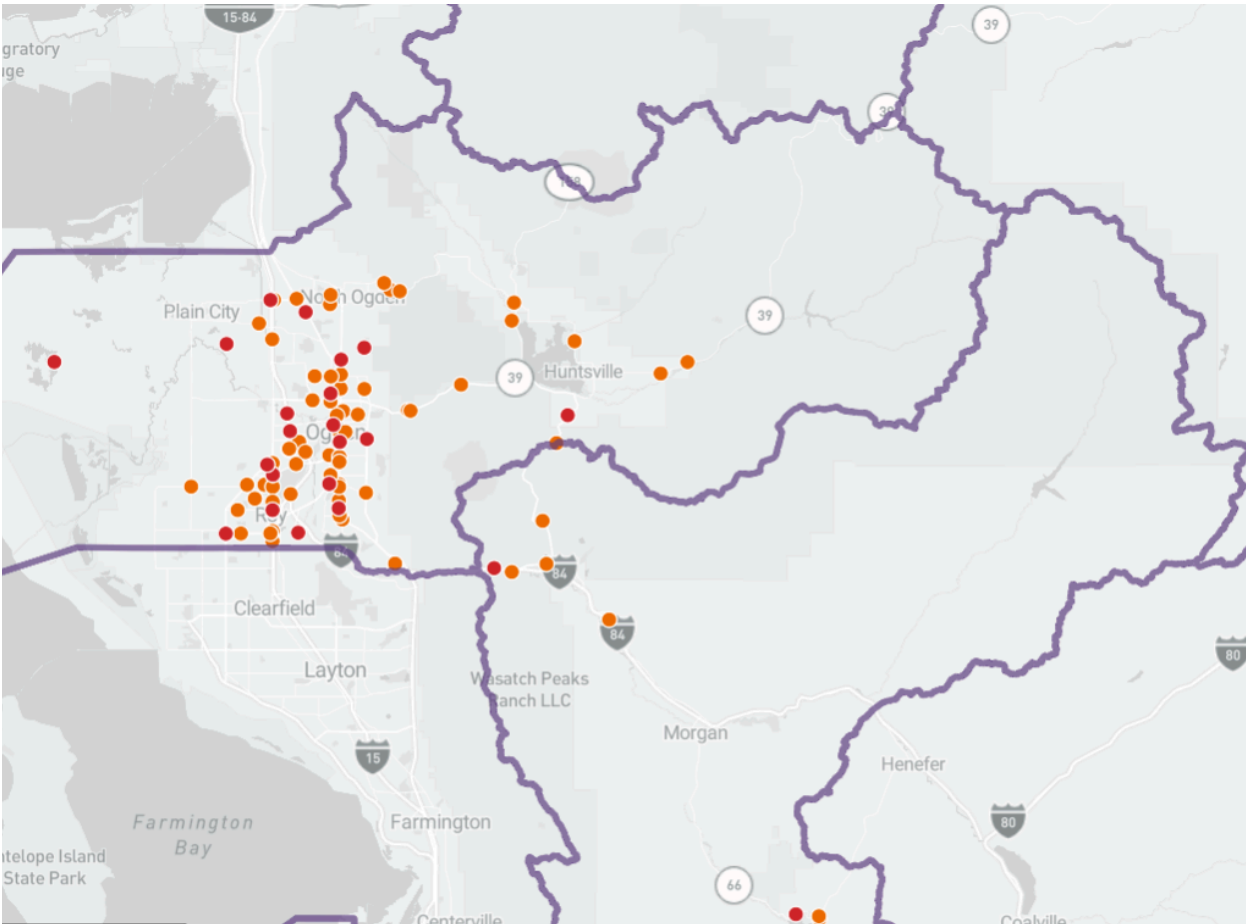 15-84
39
gratory
ge
39
158
Plain City
North Ogden
39
39
Huntsville
Ogden
Roy
84
84
Clearfield
84
80
Layton
Wasatch Peaks
Ranch LLC
Morgan
15
Henefer
80
Farmington
Bay
Farmington
ntelope Island
State Park
66
Centerville
Coalville